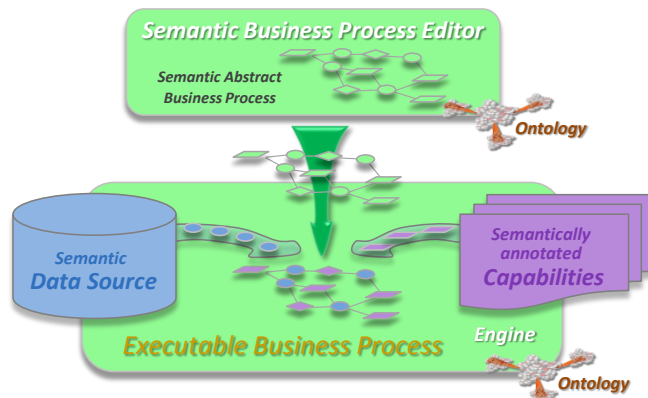 Semantic Business Process Editor
Semantic Abstract
Business Process
Ontology
Semantic
Data Source
Semantically
annotated
Capabilities
Executable Business Process
Engine
Ontology